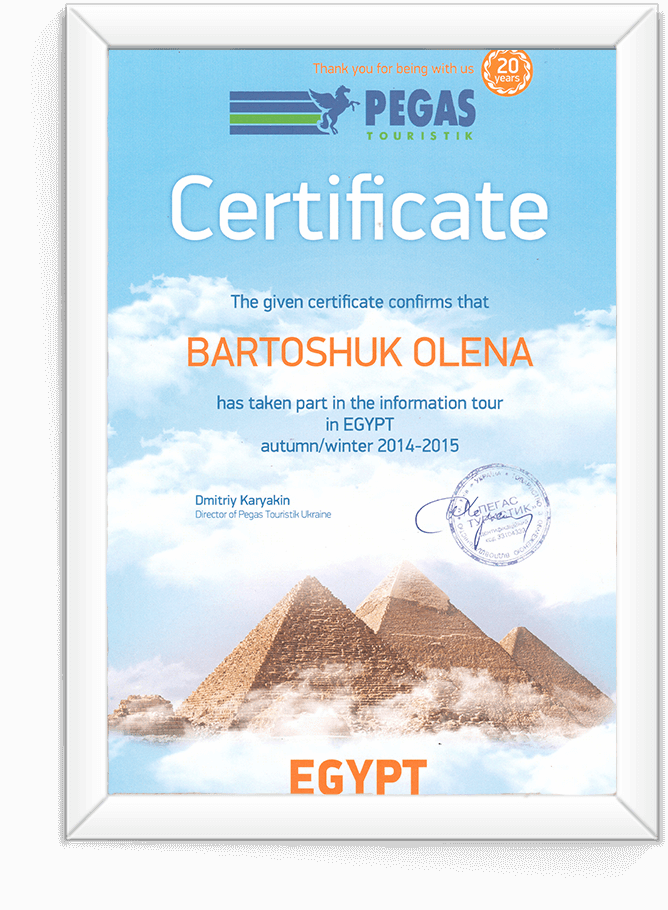 Thank you for being with us
20
years
PEGAS
TOURISTIK
Certificate
The given certificate confirms that
BARTOSHUK OLENA
has taken part in the information tour
in EGYPT
autumn/winter 2014-2015
Dmitriy Karyakin
Director of Pegas Touristik Ukraine
ПЕГАС
ТУРИСТИК
EGYPT